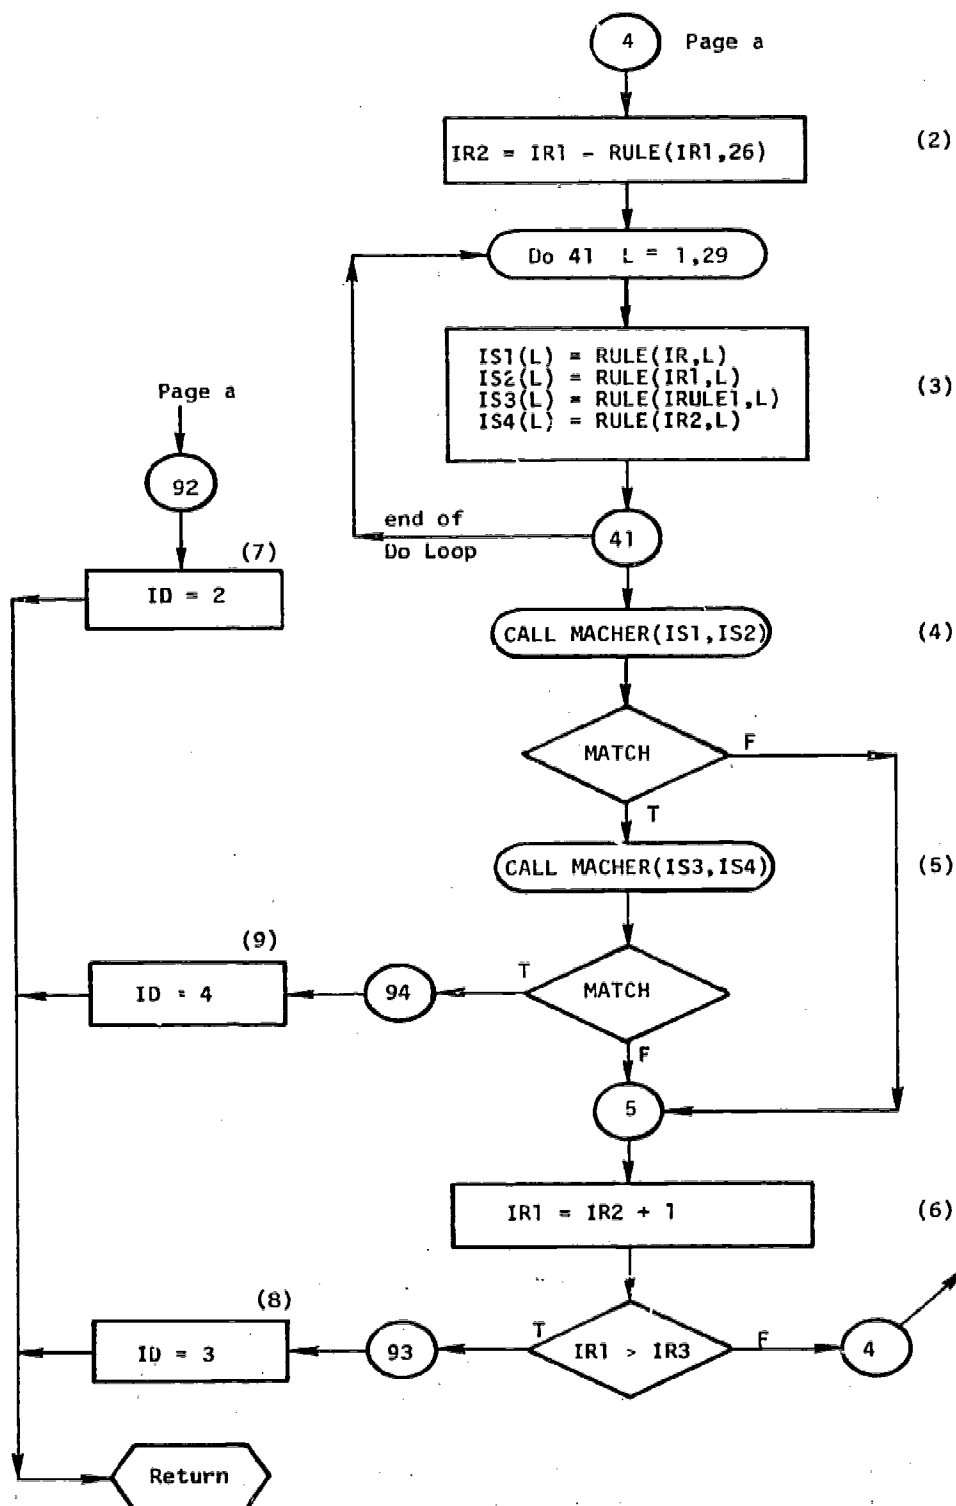 4 Page a
IR2 = IR1 - RULE(IR1,26) (2)
Do 41 L = 1,29
IS1(L) = RULE(IR,L)
IS2(L) = RULE(IR1,L)
IS3(L) = RULE(IRULE1,L)
IS4(L) = RULE(IR2,L)
(3)
Page a
92
end of
Do Loop
41
(7)
ID = 2
CALL MACHER(IS1,IS2) (4)
MATCH F
T
CALL MACHER(IS3,IS4) (5)
(9)
ID = 4 94 T MATCH
F
5
IR1 = IR2 + 1 (6)
(8)
ID = 3 93 T IR1 > IR3 F 4
Return